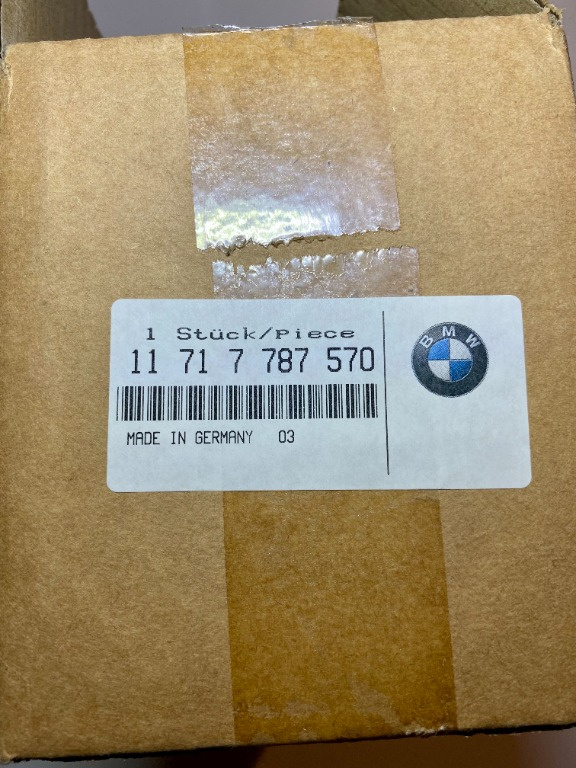 1 Stück/Piece
11 71 7 787 570
MADE IN GERMANY 03
BMW